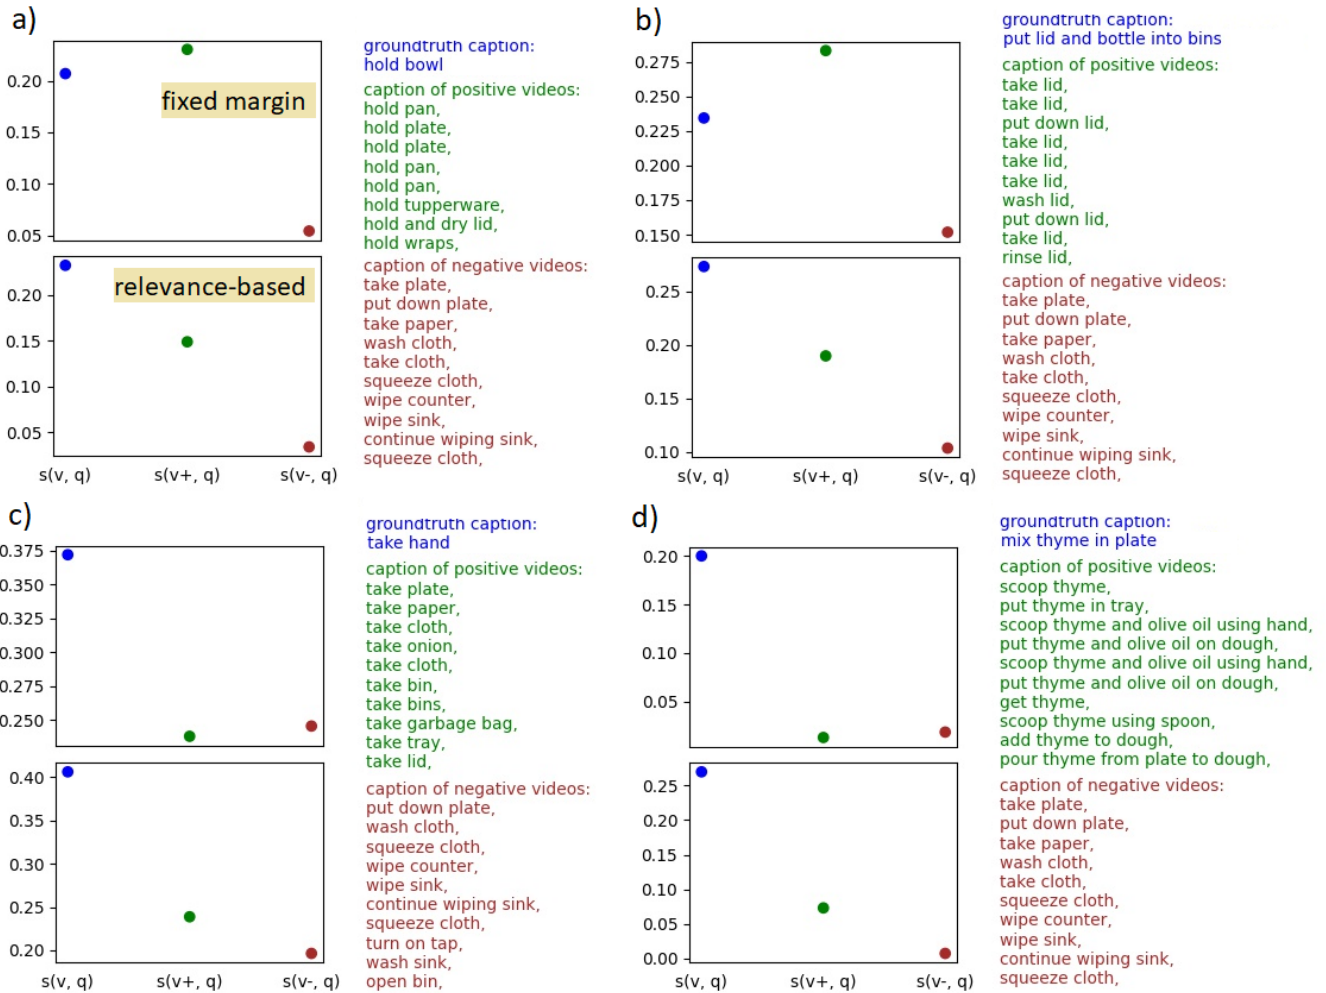 a)
0.20
0.15
0.10
0.05
fixed margin
0.20
0.15
0.10
0.05
relevance-based
s(v, q)
s(v+, q)
s(v-, q)
groundtruth caption:
hold bowl
caption of positive videos:
hold pan,
hold plate,
hold plate,
hold pan,
hold pan,
hold tupperware,
hold and dry lid,
hold wraps,
caption of negative videos:
take plate,
put down plate,
take paper,
wash cloth,
take cloth,
squeeze cloth,
wipe counter,
wipe sink,
continue wiping sink,
squeeze cloth,
b)
0.275
0.250
0.225
0.200
0.175
0.150
0.25
0.20
0.15
0.10
s(v, q)
s(v+, q)
s(v-, q)
groundtruth caption:
put lid and bottle into bins
caption of positive videos:
take lid,
take lid,
put down lid,
take lid,
take lid,
take lid,
wash lid,
put down lid,
take lid,
rinse lid,
caption of negative videos:
take plate,
put down plate,
take paper,
wash cloth,
take cloth,
squeeze cloth,
wipe counter,
wipe sink,
continue wiping sink,
squeeze cloth,
c)
0.375
0.350
0.325
0.300
0.275
0.250
0.40
0.35
0.30
0.25
0.20
s(v, q)
s(v+, q)
s(v-, q)
groundtruth caption:
take hand
caption of positive videos:
take plate,
take paper,
take cloth,
take onion,
take cloth,
take bin,
take bins,
take garbage bag,
take tray,
take lid,
caption of negative videos:
put down plate,
wash cloth,
squeeze cloth,
wipe counter,
wipe sink,
continue wiping sink,
squeeze cloth,
turn on tap,
wash sink,
open bin,
d)
0.20
0.15
0.10
0.05
0.25
0.20
0.15
0.10
0.05
0.00
s(v, q)
s(v+, q)
s(v-, q)
groundtruth caption:
mix thyme in plate
caption of positive videos:
scoop thyme,
put thyme in tray,
scoop thyme and olive oil using hand,
put thyme and olive oil on dough,
scoop thyme and olive oil using hand,
put thyme and olive oil on dough,
get thyme,
scoop thyme using spoon,
add thyme to dough,
pour thyme from plate to dough,
caption of negative videos:
take plate,
put down plate,
take paper,
wash cloth,
take cloth,
squeeze cloth,
wipe counter,
wipe sink,
continue wiping sink,
squeeze cloth,